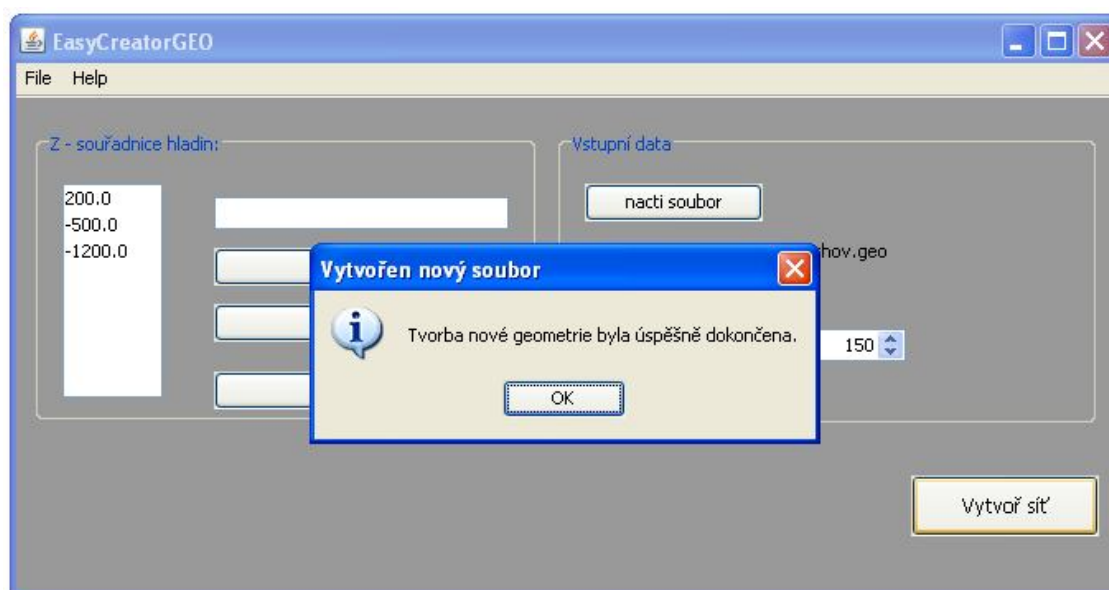 EasyCreatorGEO
File Help
Z - souřadnice hladin:
200.0
-500.0
-1200.0
Vstupní data
nacti soubor
hov.geo
150
Vytvořen nový soubor
Tvorba nové geometrie byla úspěšně dokončena.
OK
Vytvoř síť